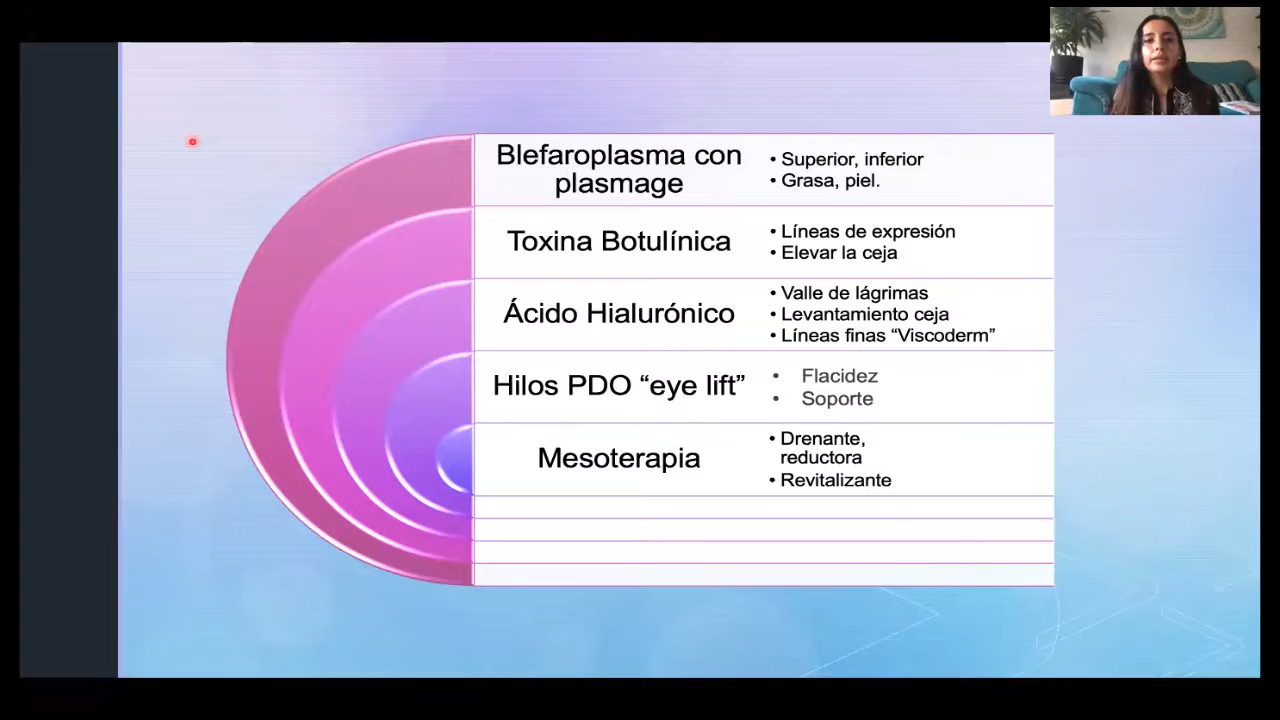 Blefaroplasma con
plasmage
• Superior, inferior
• Grasa, piel.
Toxina Botulínica
• Líneas de expresión
• Elevar la ceja
Ácido Hialurónico
• Valle de lágrimas
• Levantamiento ceja
• Líneas finas “Viscoderm”
Hilos PDO “eye lift”
• Flacidez
• Soporte
Mesoterapia
• Drenante,
reductora
• Revitalizante